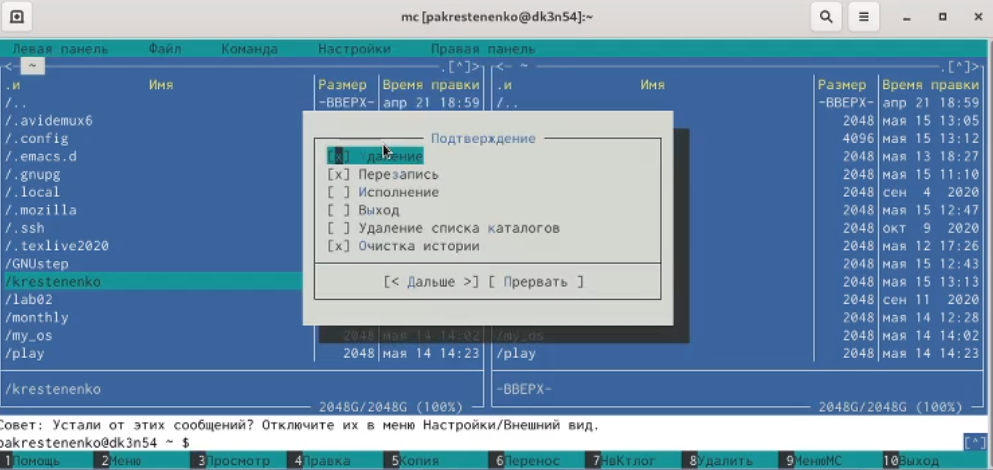 mc [pakrestenenko@dk3n54]:~
Левая панель Файл Команда Настройки Правая панель
<─ ~ .[^]> <─ ~ .[^]>
.и Имя Размер Время правки .и Имя Размер Время правки
/.. -ВВЕРХ- апр 21 18:59 /.. -ВВЕРХ- апр 21 18:59
/.avidemux6 2048 мая 15 13:05
/.config Подтверждение 4096 мая 15 13:12
/.emacs.d [x] даление 2048 мая 13 18:27
/.gnupg [x] Перезапись 2048 мая 15 11:10
/.local [ ] Исполнение 2048 сен 4 2020
/.mozilla [ ] Выход 2048 мая 15 12:47
/.ssh [ ] Удаление списка каталогов 2048 окт 9 2020
/.texlive2020 [x] Очистка истории 2048 мая 12 17:26
/GNUstep 2048 мая 15 12:43
/krestenenko [< Дальше >] [ Прервать ] 2048 мая 15 13:13
/lab02 2048 сен 11 2020
/monthly 2048 мая 14 12:28
/my_os 2048 мая 14 14:02 /my_os 2048 мая 14 14:02
/play 2048 мая 14 14:23 /play 2048 мая 14 14:23
/krestenenko -ВВЕРХ-
2048G/2048G (100%) 2048G/2048G (100%)
Совет: Устали от этих сообщений? Отключите их в меню Настройки/Внешний вид.
pakrestenenko@dk3n54 ~ $ [^]
1Помощь 2Меню 3Просмотр 4Правка 5Копия 6Перенос 7НвКтлог 8Удалить 9МенюMC 10Выход